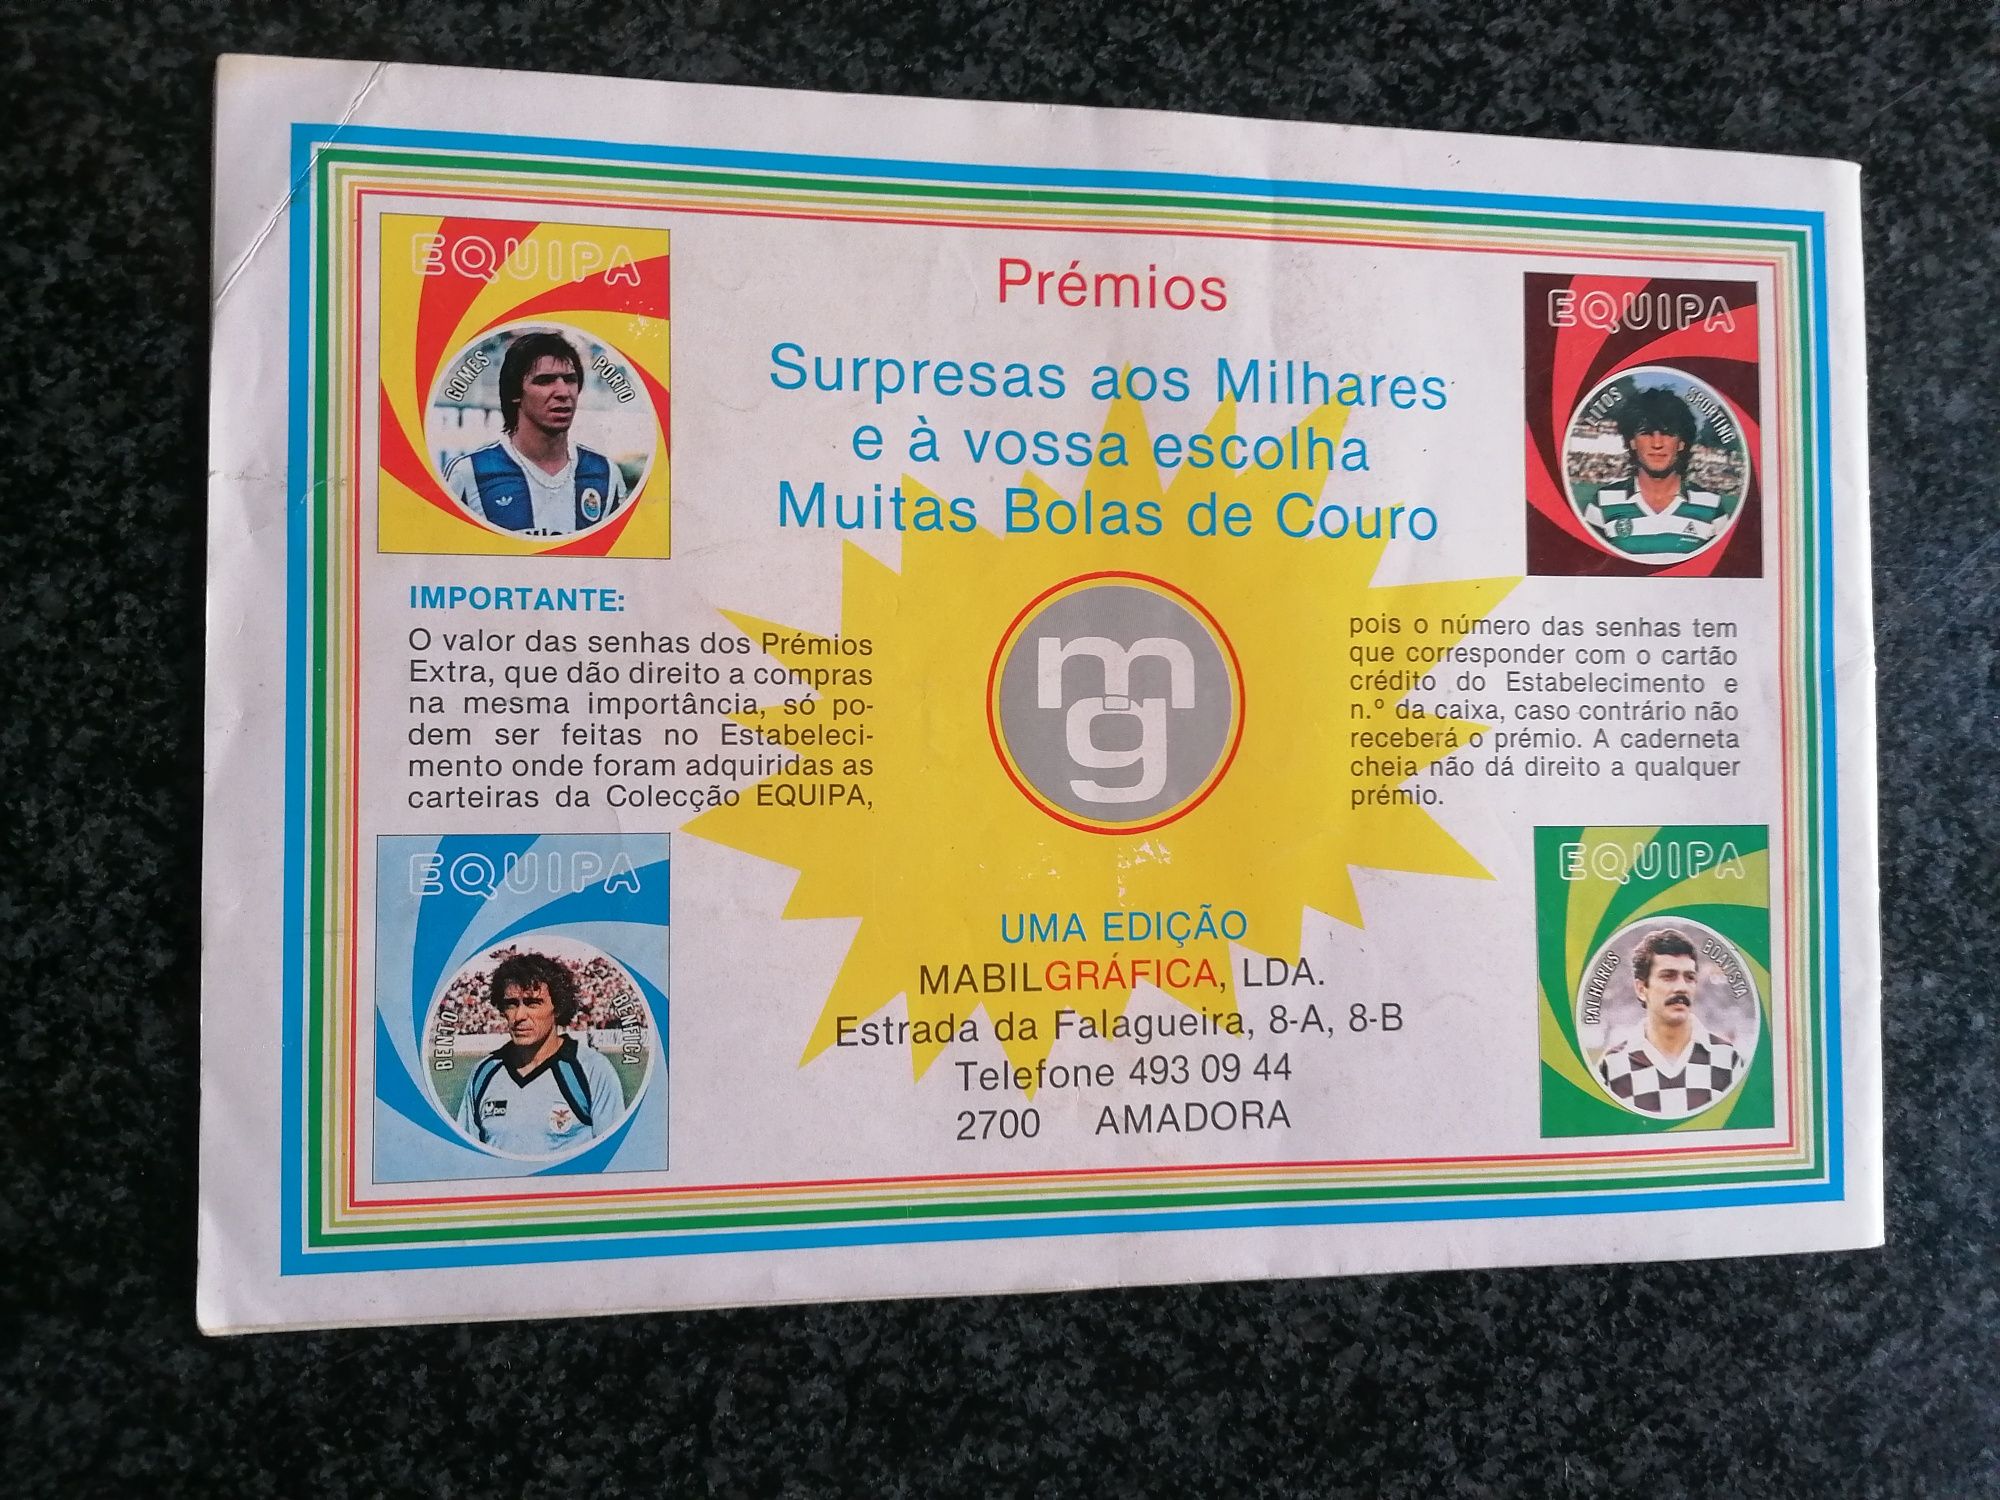 EQUIPA
GOMES
PORTO
Prémios
Surpresas aos Milhares
e à vossa escolha
Muitas Bolas de Couro
EQUIPA
LITOS
SPORTING
IMPORTANTE:
O valor das senhas dos Prémios
Extra, que dão direito a compras
na mesma importância, só po-
dem ser feitas no Estabeleci-
mento onde foram adquiridas as
carteiras da Colecção EQUIPA,
mg
pois o número das senhas tem
que corresponder com o cartão
crédito do Estabelecimento e
n.º da caixa, caso contrário não
receberá o prémio. A caderneta
cheia não dá direito a qualquer
prémio.
EQUIPA
BENTO
BENFICA
pro
UMA EDIÇÃO
MABILGRÁFICA, LDA.
Estrada da Falagueira, 8-A, 8-B
Telefone 493 09 44
2700 AMADORA
EQUIPA
PALHARES
BOAVISTA